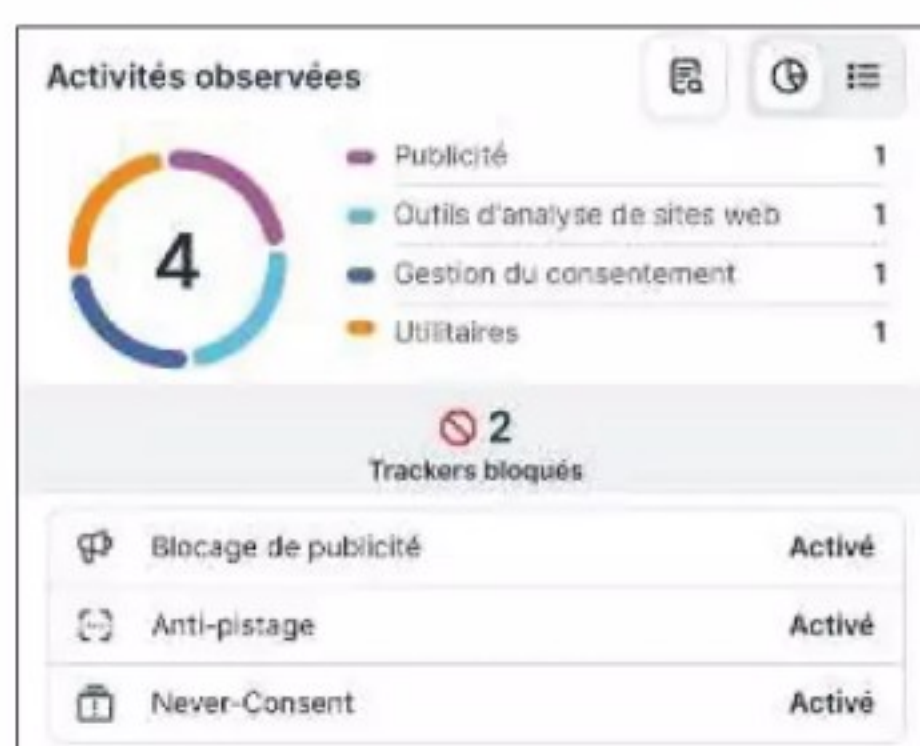 Activités observées
4
Publicité 1
Outils d'analyse de sites web 1
Gestion du consentement 1
Utilitaires 1
2
Trackers bloqués
Blocage de publicité Activé
Anti-pistage Activé
Never-Consent Activé